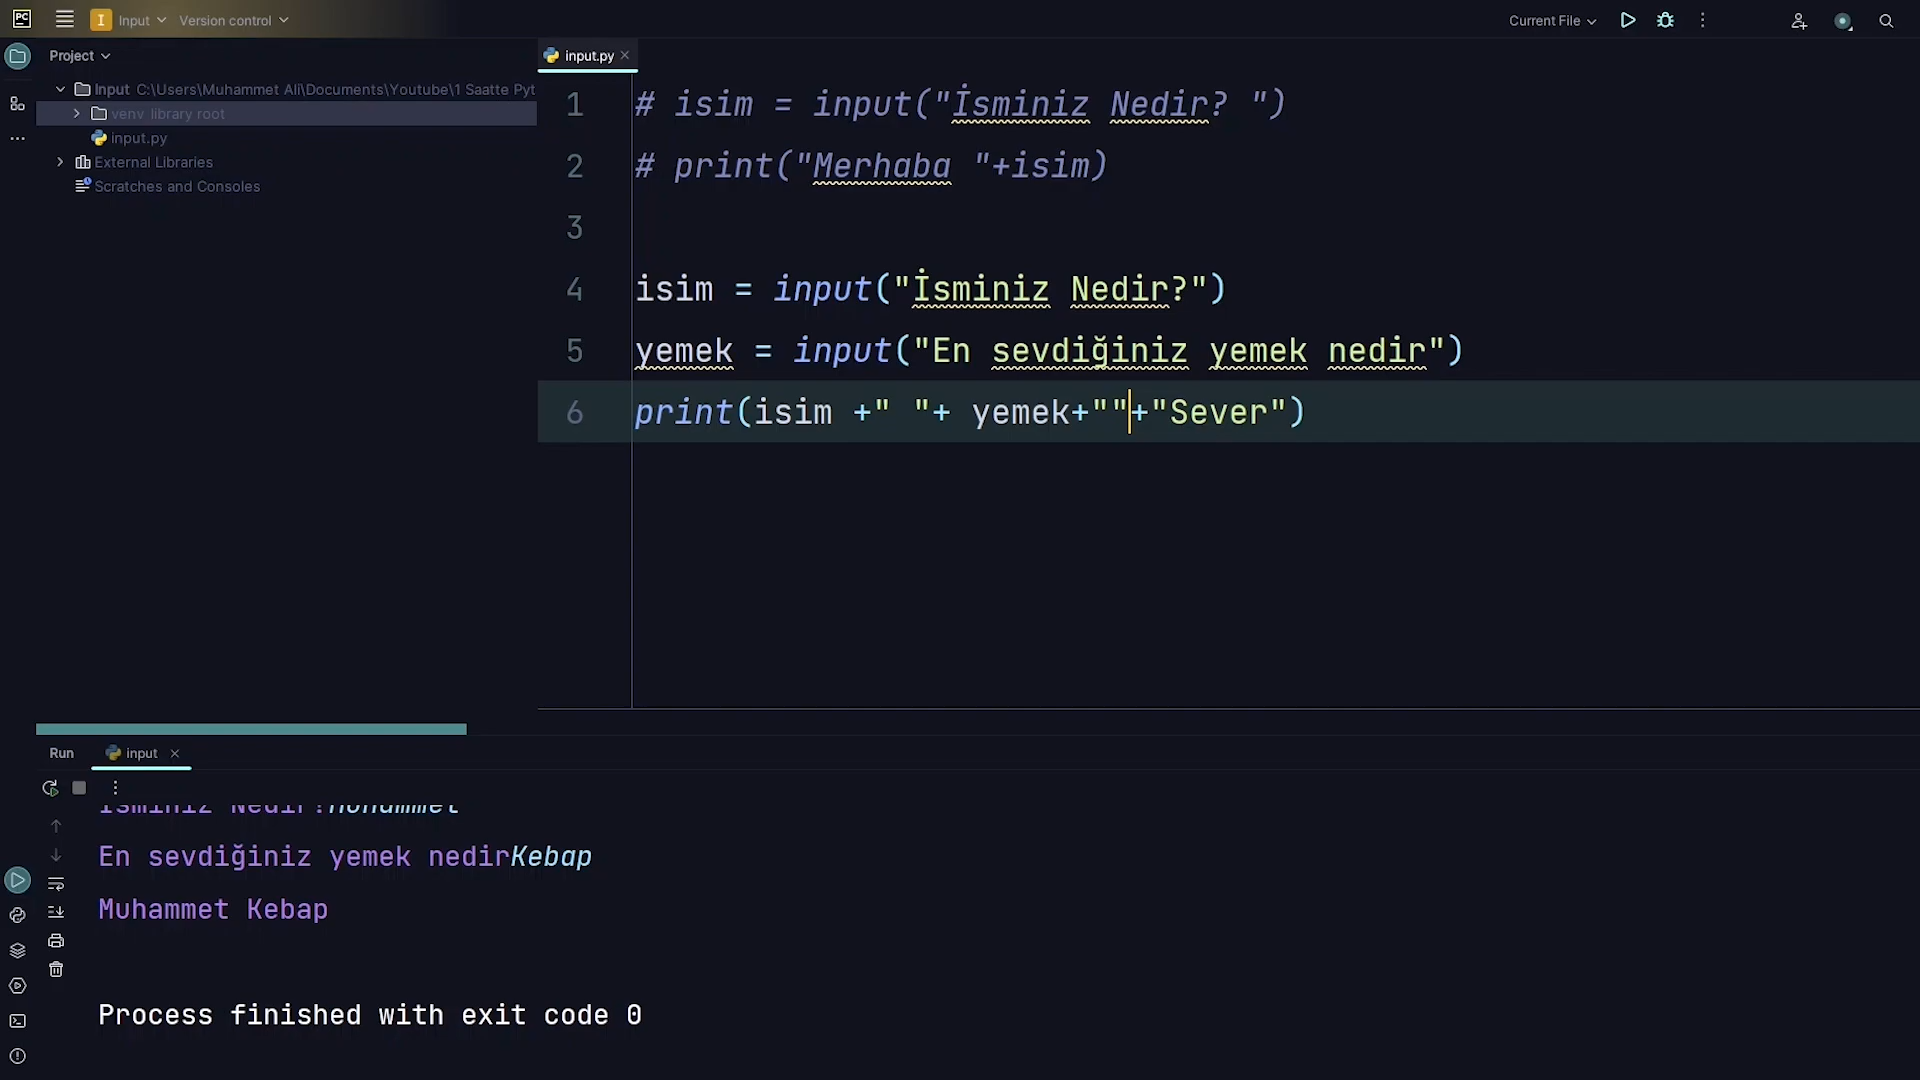 PC
I Input Version control Current File
Project
input.py
Input C:\Users\Muhammet Ali\Documents\Youtube\1 Saatte Pyt
venv library root
input.py
External Libraries
Scratches and Consoles
1 # isim = input("İsminiz Nedir? ")
2 # print("Merhaba "+isim)
3
4 isim = input("İsminiz Nedir?")
5 yemek = input("En sevdiğiniz yemek nedir")
6 print(isim +" "+ yemek+""+"Sever")
Run input
En sevdiğiniz yemek nedirKebap
Muhammet Kebap
Process finished with exit code 0